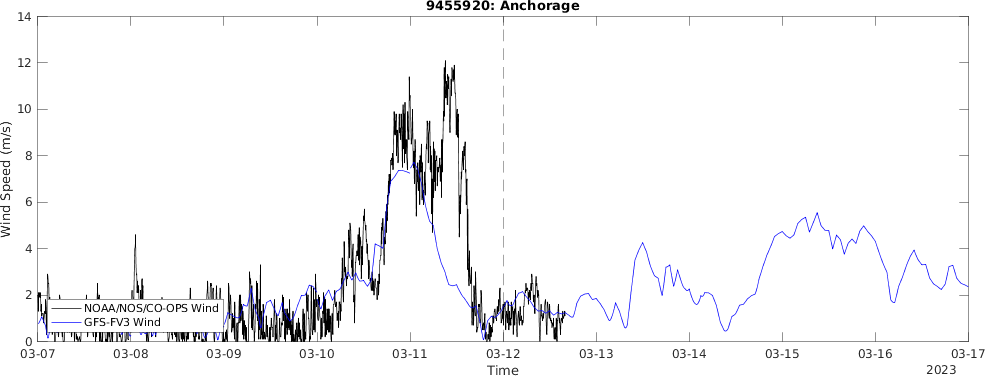 9455920: Anchorage
14
12
10
8
6
4
2
0
Wind Speed (m/s)
NOAA/NOS/CO-OPS Wind
GFS-FV3 Wind
03-07 03-08 03-09 03-10 03-11 03-12 03-13 03-14 03-15 03-16 03-17
Time
2023